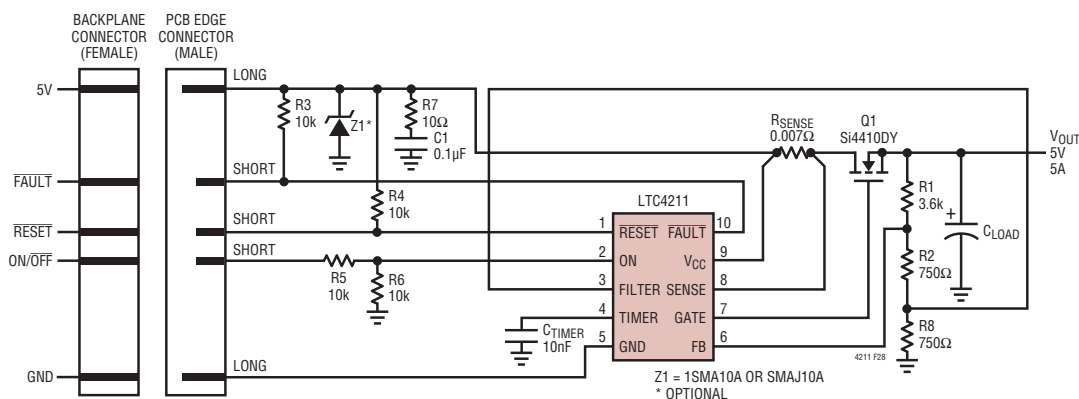 BACKPLANE
CONNECTOR
(FEMALE)
PCB EDGE
CONNECTOR
(MALE)
LONG
5V
R3
10k
Z1*
R7
10Ω
C1
0.1µF
RSENSE
0.007Ω
Q1
Si4410DY
VOUT
5V
5A
SHORT
FAULT
R4
10k
R1
3.6k
+
CLOAD
LTC4211
SHORT
RESET
1
RESET
FAULT
10
SHORT
ON/OFF
R5
10k
R6
10k
2
ON
VCC
9
R2
750Ω
3
FILTER
SENSE
8
4
TIMER
GATE
7
CTIMER
10nF
5
GND
FB
6
R8
750Ω
4211 F28
LONG
GND
Z1 = 1SMA10A OR SMAJ10A
* OPTIONAL